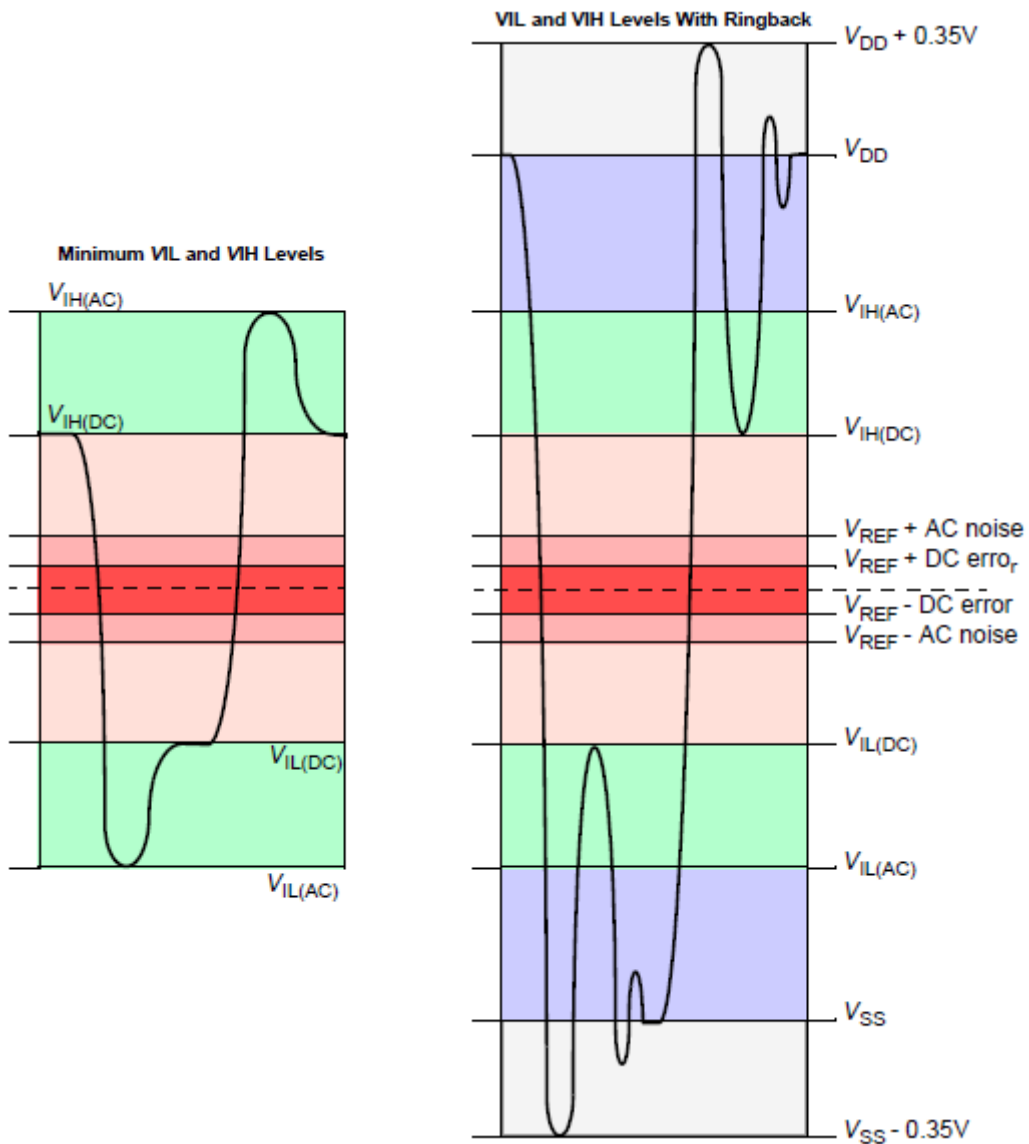 VIL and VIH Levels With Ringback
VDD + 0.35V
VDD
Minimum VIL and VIH Levels
VIH(AC)
VIH(AC)
VIH(DC)
VIH(DC)
VREF + AC noise
VREF + DC error
VREF - DC error
VREF - AC noise
VIL(DC)
VIL(DC)
VIL(AC)
VIL(AC)
VSS
VSS - 0.35V